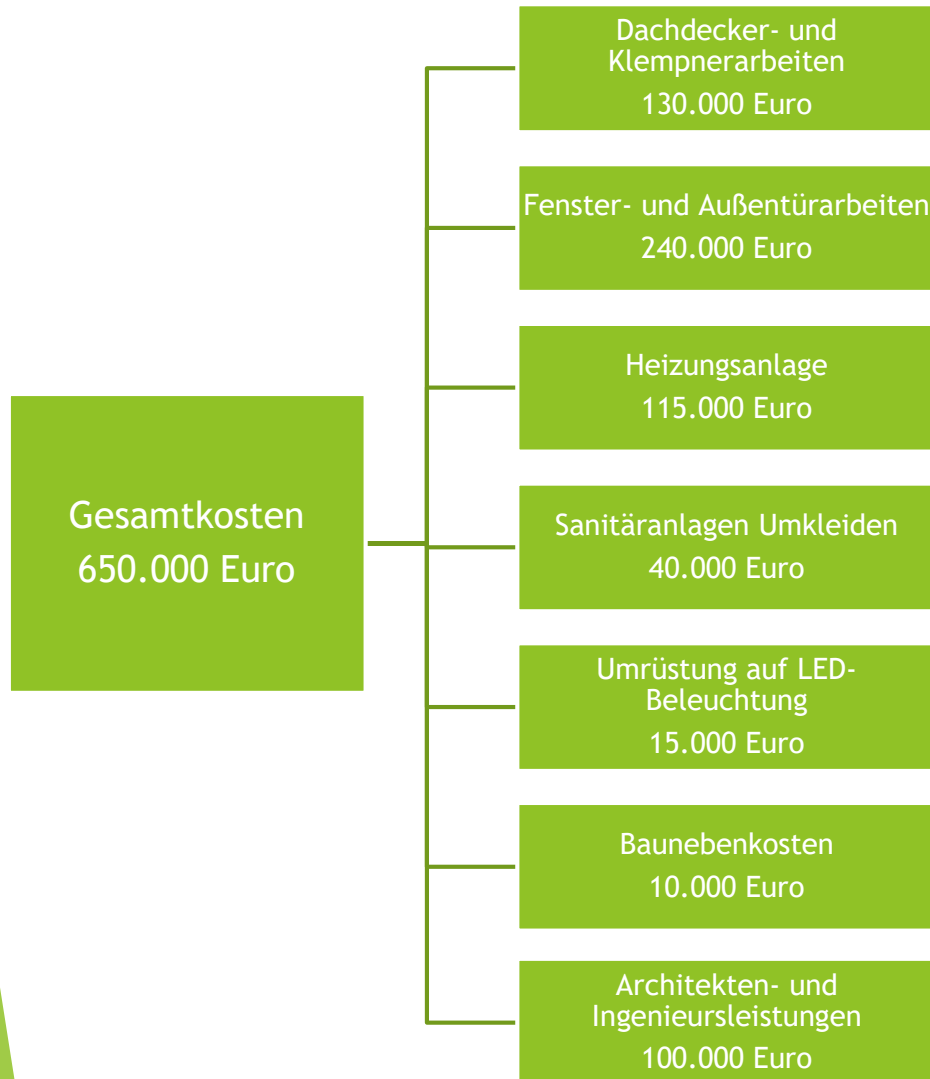 Gesamtkosten
650.000 Euro
Dachdecker- und
Klempnerarbeiten
130.000 Euro
Fenster- und Außentürarbeiten
240.000 Euro
Heizungsanlage
115.000 Euro
Sanitäranlagen Umkleiden
40.000 Euro
Umrüstung auf LED-
Beleuchtung
15.000 Euro
Baunebenkosten
10.000 Euro
Architekten- und
Ingenieursleistungen
100.000 Euro